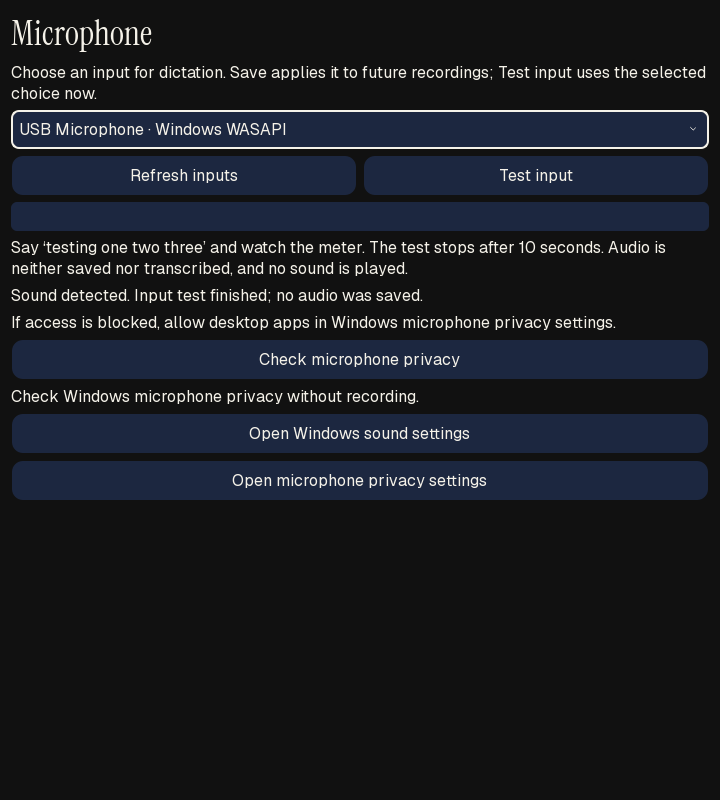 Microphone
Choose an input for dictation. Save applies it to future recordings; Test input uses the selected
choice now.
USB Microphone · Windows WASAPI
Refresh inputs
Test input
Say ‘testing one two three’ and watch the meter. The test stops after 10 seconds. Audio is
neither saved nor transcribed, and no sound is played.
Sound detected. Input test finished; no audio was saved.
If access is blocked, allow desktop apps in Windows microphone privacy settings.
Check microphone privacy
Check Windows microphone privacy without recording.
Open Windows sound settings
Open microphone privacy settings